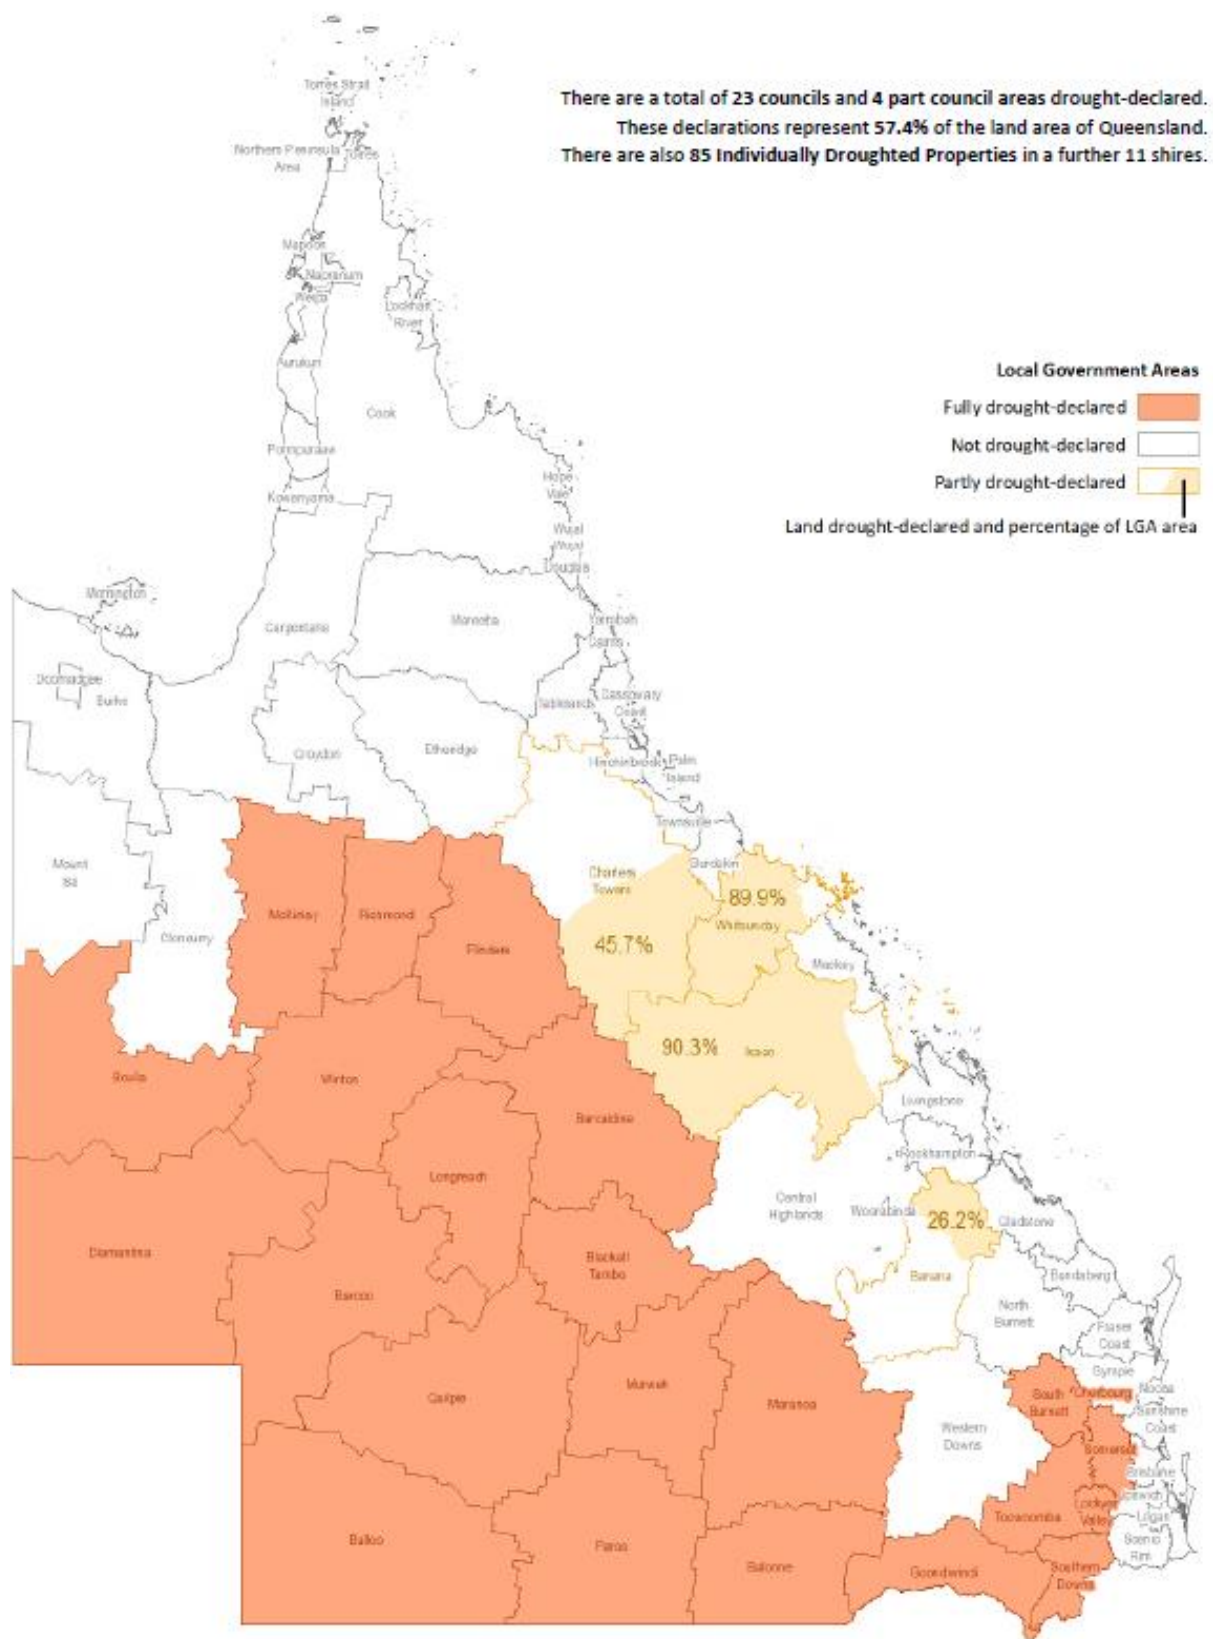 There are a total of 23 councils and 4 part council areas drought-declared.
These declarations represent 57.4% of the land area of Queensland.
There are also 85 Individually Droughted Properties in a further 11 shires.
Torres Strait
Island
Northern Peninsula
Area
Torres
Mapoon
Napranum
Weipa
Lockhart
River
Aurukun
Cook
Pormpuraaw
Kowanyama
Hope
Vale
Wujal
Wujal
Douglas
Local Government Areas
Fully drought-declared
Not drought-declared
Partly drought-declared
Land drought-declared and percentage of LGA area
Mornington
Carpentaria
Mareeba
Yarrabah
Cairns
Doomadgee
Burke
Tablelands
Cassowary
Coast
Croydon
Etheridge
Hinchinbrook
Palm
Island
Townsville
Burdekin
Mount
Isa
Cloncurry
McKinlay
Richmond
Flinders
Charters
Towers
45.7%
89.9%
Whitsunday
Mackay
90.3%
Isaac
Boulia
Winton
Barcaldine
Livingstone
Rockhampton
Longreach
Central
Highlands
Woorabinda
26.2%
Gladstone
Diamantina
Barcoo
Blackall
Tambo
Banana
Bundaberg
North
Burnett
Fraser
Coast
Gympie
Quilpie
Murweh
Maranoa
South
Burnett
Cherbourg
Noosa
Sunshine
Coast
Western
Downs
Somerset
Brisbane
Ipswich
Lockyer
Valley
Toowoomba
Logan
Scenic
Rim
Bulloo
Paroo
Balonne
Goondiwindi
Southern
Downs